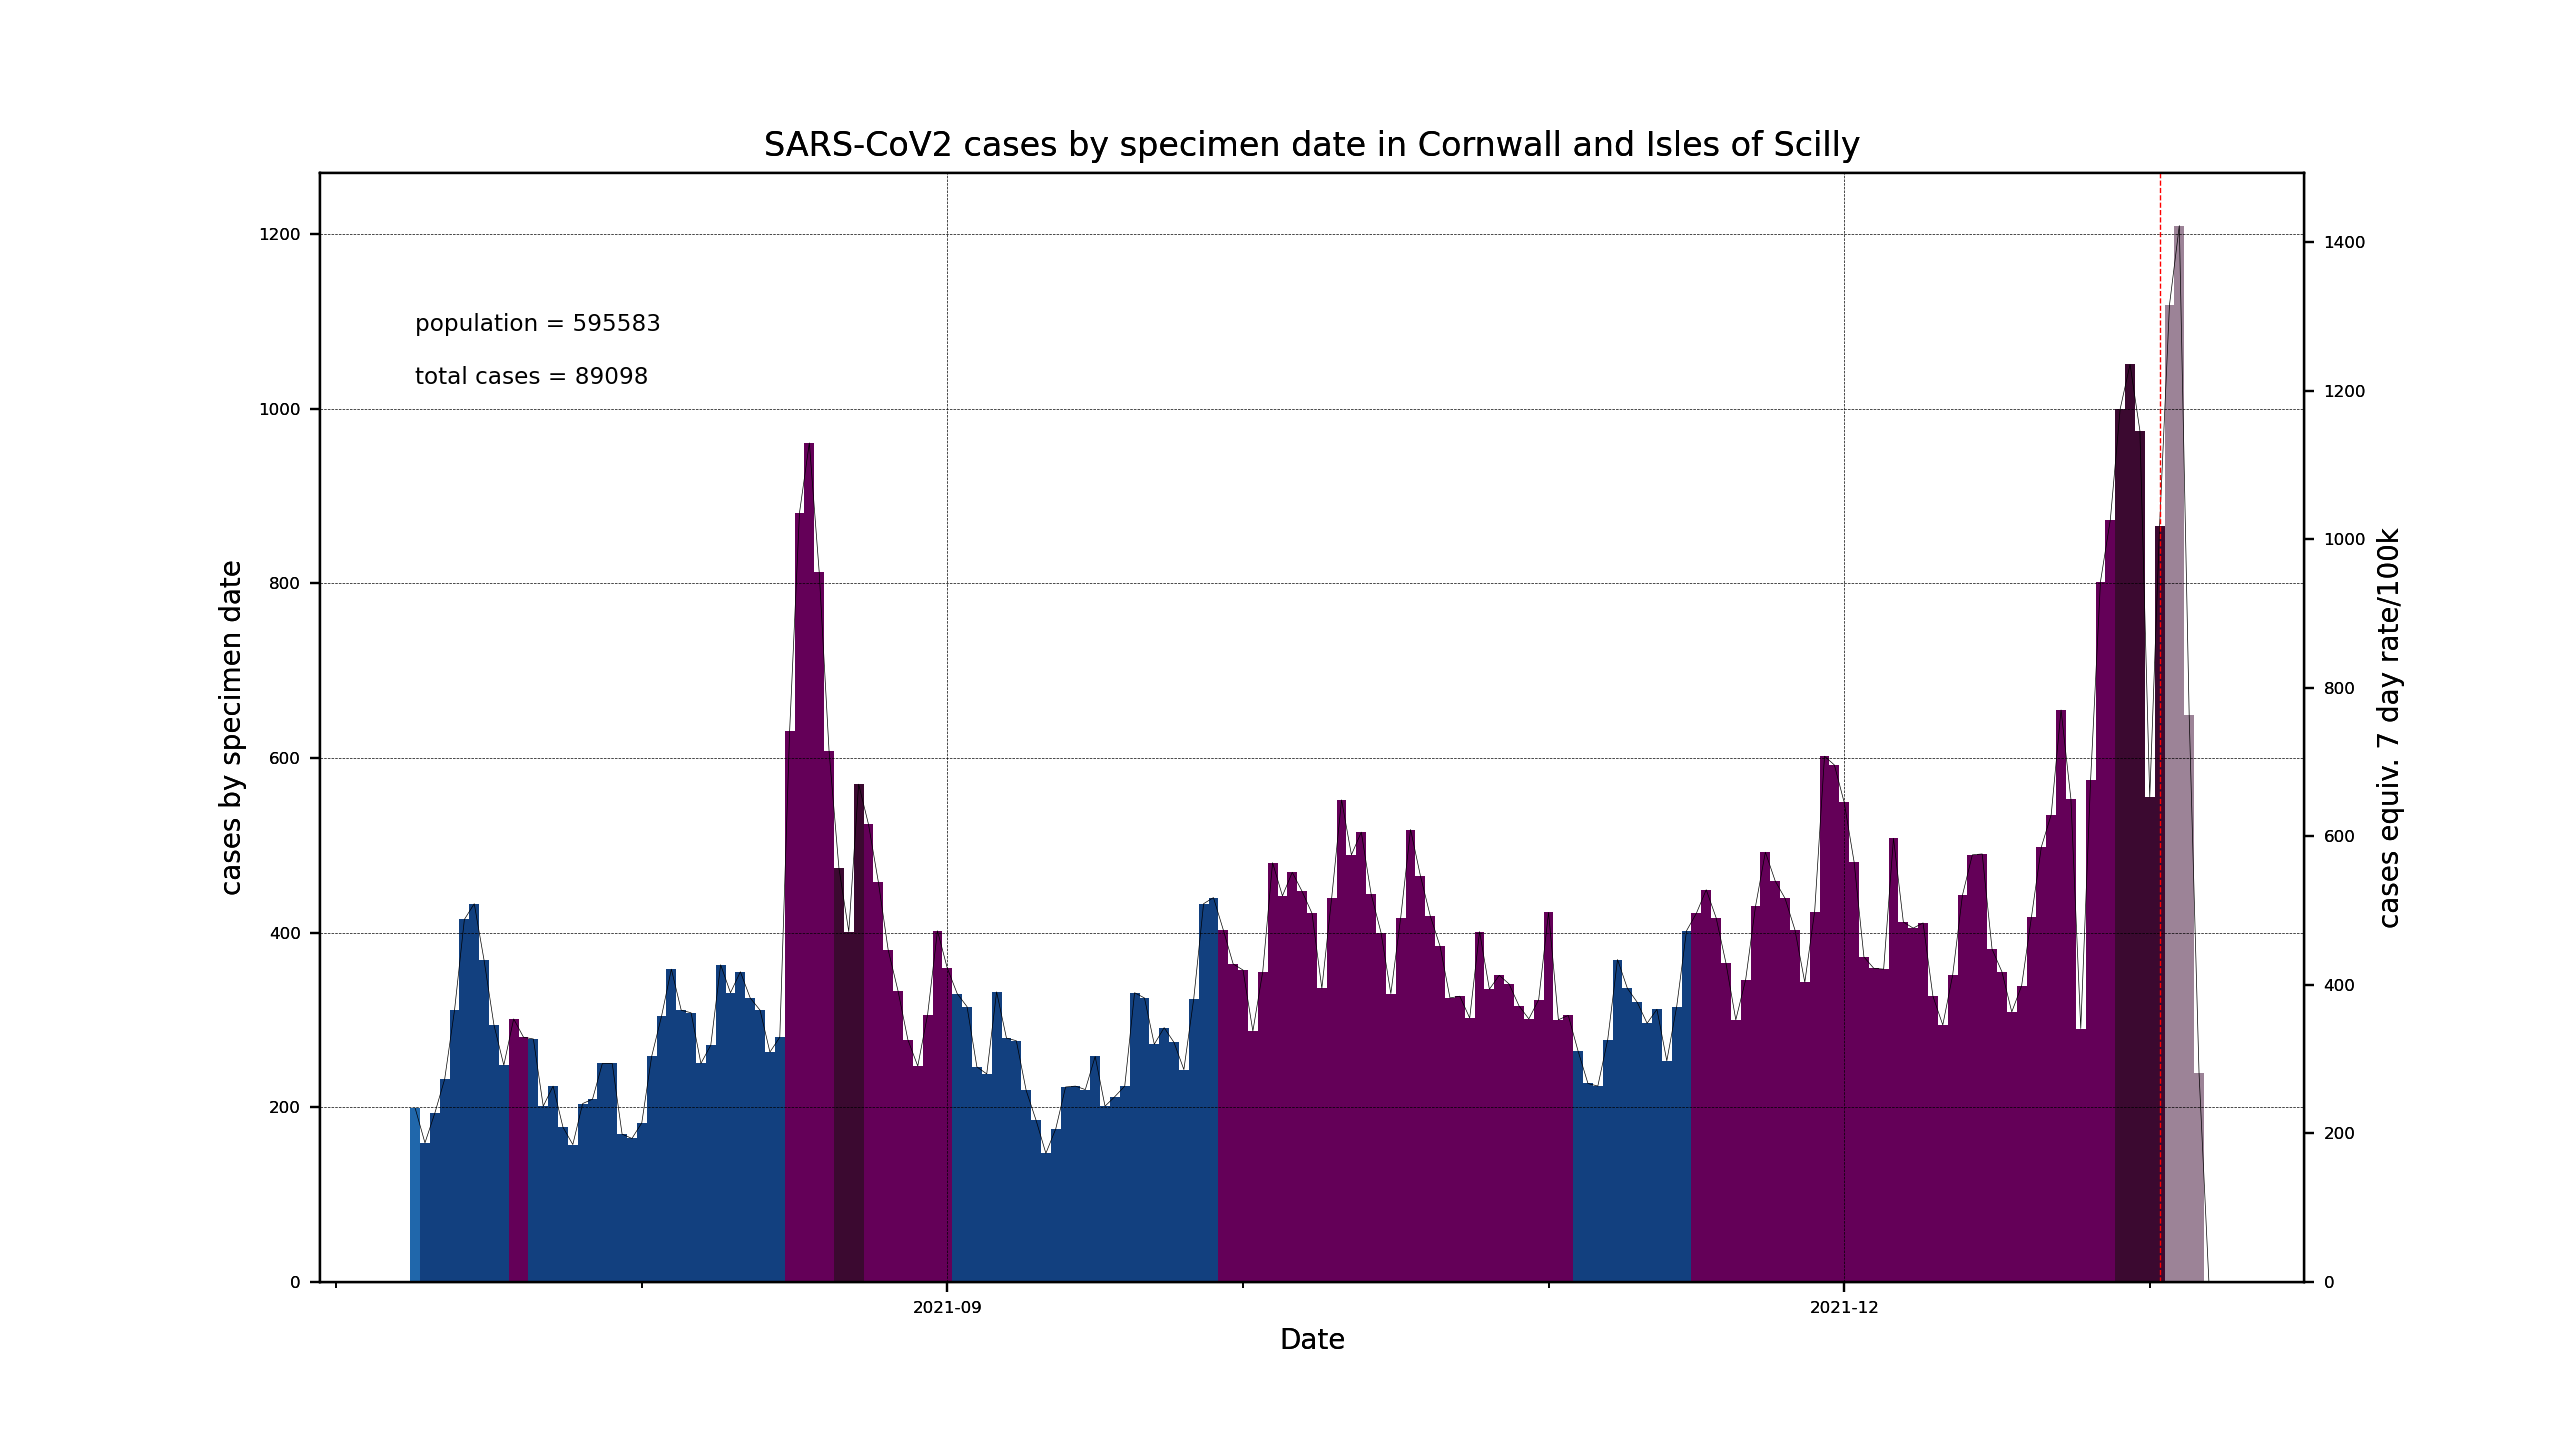 SARS-CoV2 cases by specimen date in Cornwall and Isles of Scilly
population = 595583
total cases = 89098
cases by specimen date
1200
1000
800
600
400
200
0
1400
1200
1000
800
600
400
200
0
cases equiv. 7 day rate/100k
2021-09
2021-12
Date